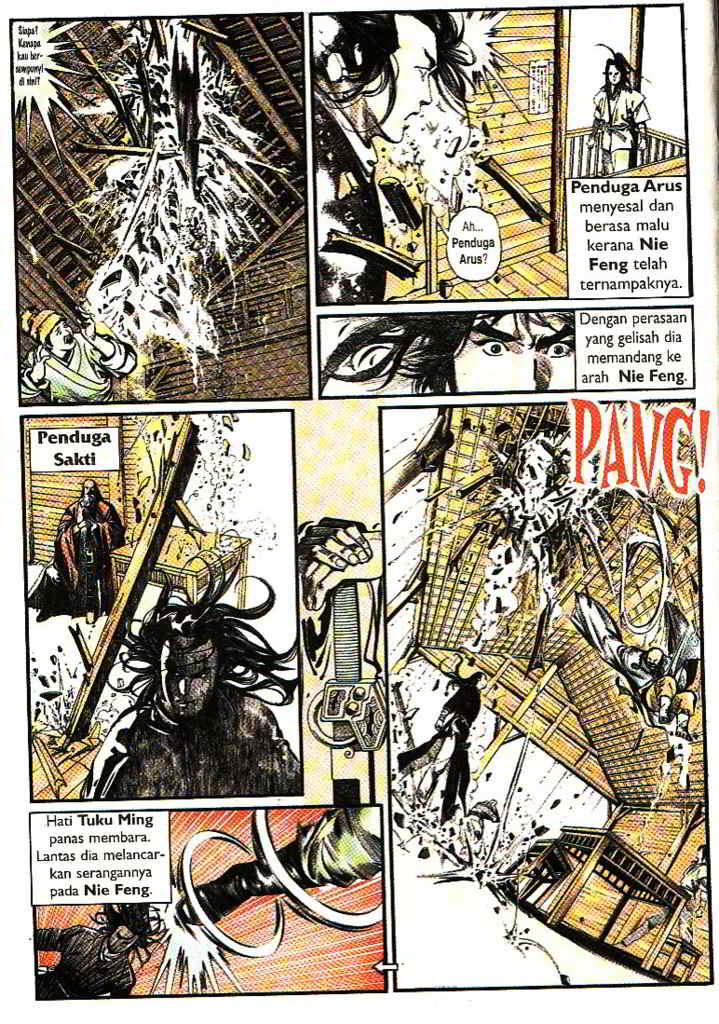 Siapa?
Kenapa
kau ber-
sempunyi
di sini?
Ah...
Penduga
Arus?
Penduga Arus
menyesal dan
berasa malu
kerana Nie
Feng telah
ternampaknya.
Dengan perasaan
yang gelisah dia
memandang ke
arah Nie Feng.
Penduga
Sakti
PANG!
Hati Tuku Ming
panas membara.
Lantas dia melancar-
kan serangannya
pada Nie Feng.